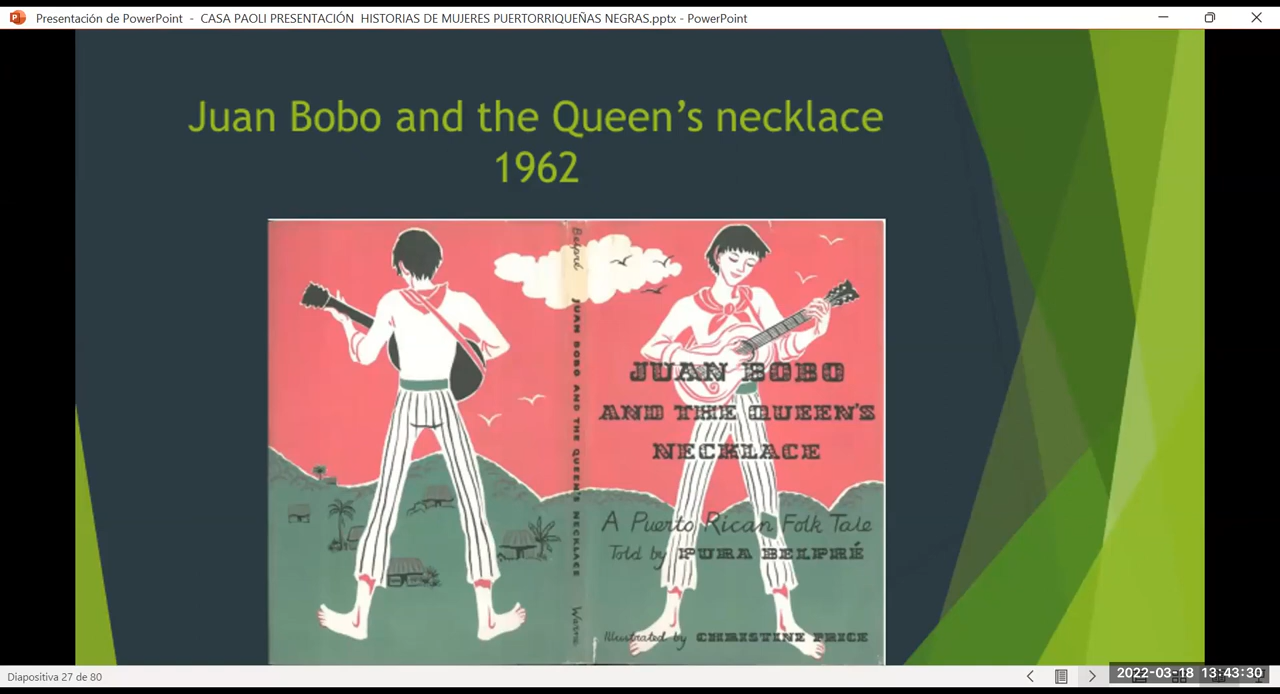 Presentación de PowerPoint - CASA PAOLI PRESENTACIÓN HISTORIAS DE MUJERES PUERTORRIQUEÑAS NEGRAS.pptx - PowerPoint
Juan Bobo and the Queen's necklace
1962
Belpré
JUAN BOBO AND THE QUEEN'S NECKLACE
Warne
JUAN BOBO
AND THE QUEEN'S
NECKLACE
A Puerto Rican Folk Tale
Told by PURA BELPRÉ
Illustrated by CHRISTINE PRICE
Diapositiva 27 de 80
2022-03-18 13:43:30